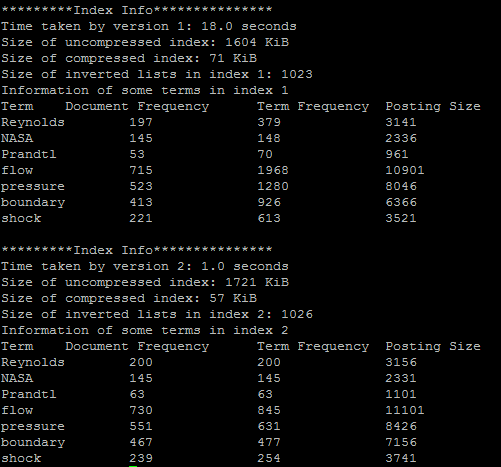 *********Index Info***************
Time taken by version 1: 18.0 seconds
Size of uncompressed index: 1604 KiB
Size of compressed index: 71 KiB
Size of inverted lists in index 1: 1023
Information of some terms in index 1
Term Document Frequency Term Frequency Posting Size
Reynolds 197 379 3141
NASA 145 148 2336
Prandtl 53 70 961
flow 715 1968 10901
pressure 523 1280 8046
boundary 413 926 6366
shock 221 613 3521
*********Index Info***************
Time taken by version 2: 1.0 seconds
Size of uncompressed index: 1721 KiB
Size of compressed index: 57 KiB
Size of inverted lists in index 2: 1026
Information of some terms in index 2
Term Document Frequency Term Frequency Posting Size
Reynolds 200 200 3156
NASA 145 145 2331
Prandtl 63 63 1101
flow 730 845 11101
pressure 551 631 8426
boundary 467 477 7156
shock 239 254 3741